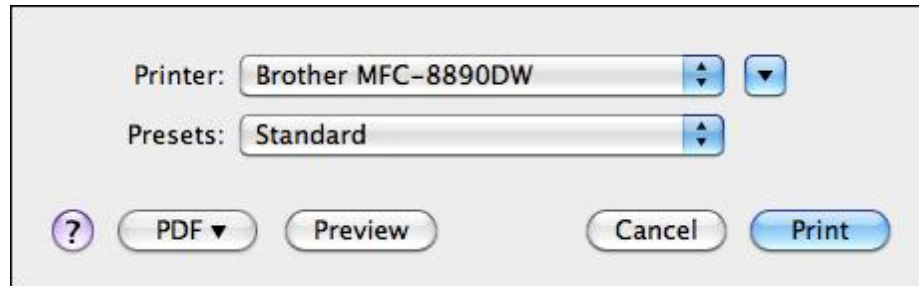 Printer: Brother MFC-8890DW
Presets: Standard
? PDF Preview Cancel Print